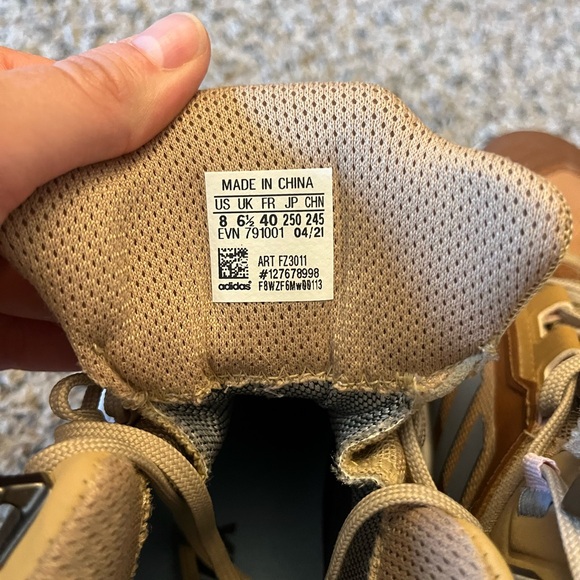 MADE IN CHINA
US UK FR JP CHN
8 6½ 40 250 245
EVN 791001 04/21
ART FZ3011
#127678998
adidas F8WZF6Mw00113